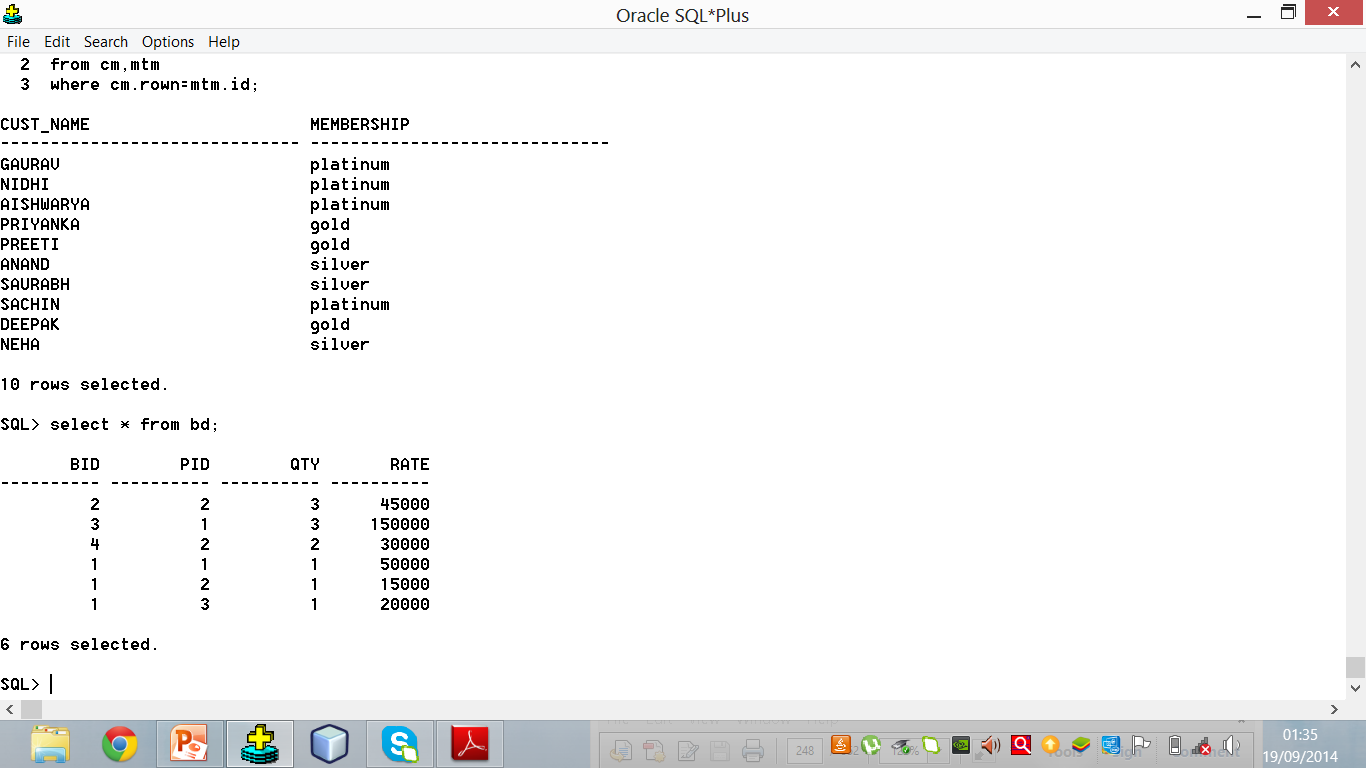 Oracle SQL*Plus
File Edit Search Options Help
2 from cm,mtm
3 where cm.rown=mtm.id;
CUST_NAME MEMBERSHIP
------------------------------ ------------------------------
GAURAV platinum
NIDHI platinum
AISHWARYA platinum
PRIYANKA gold
PREETI gold
ANAND silver
SAURABH silver
SACHIN platinum
DEEPAK gold
NEHA silver
10 rows selected.
SQL> select * from bd;
BID PID QTY RATE
---------- ---------- ---------- ----------
2 2 3 45000
3 1 3 150000
4 2 2 30000
1 1 1 50000
1 2 1 15000
1 3 1 20000
6 rows selected.
SQL>
248
01:35
19/09/2014